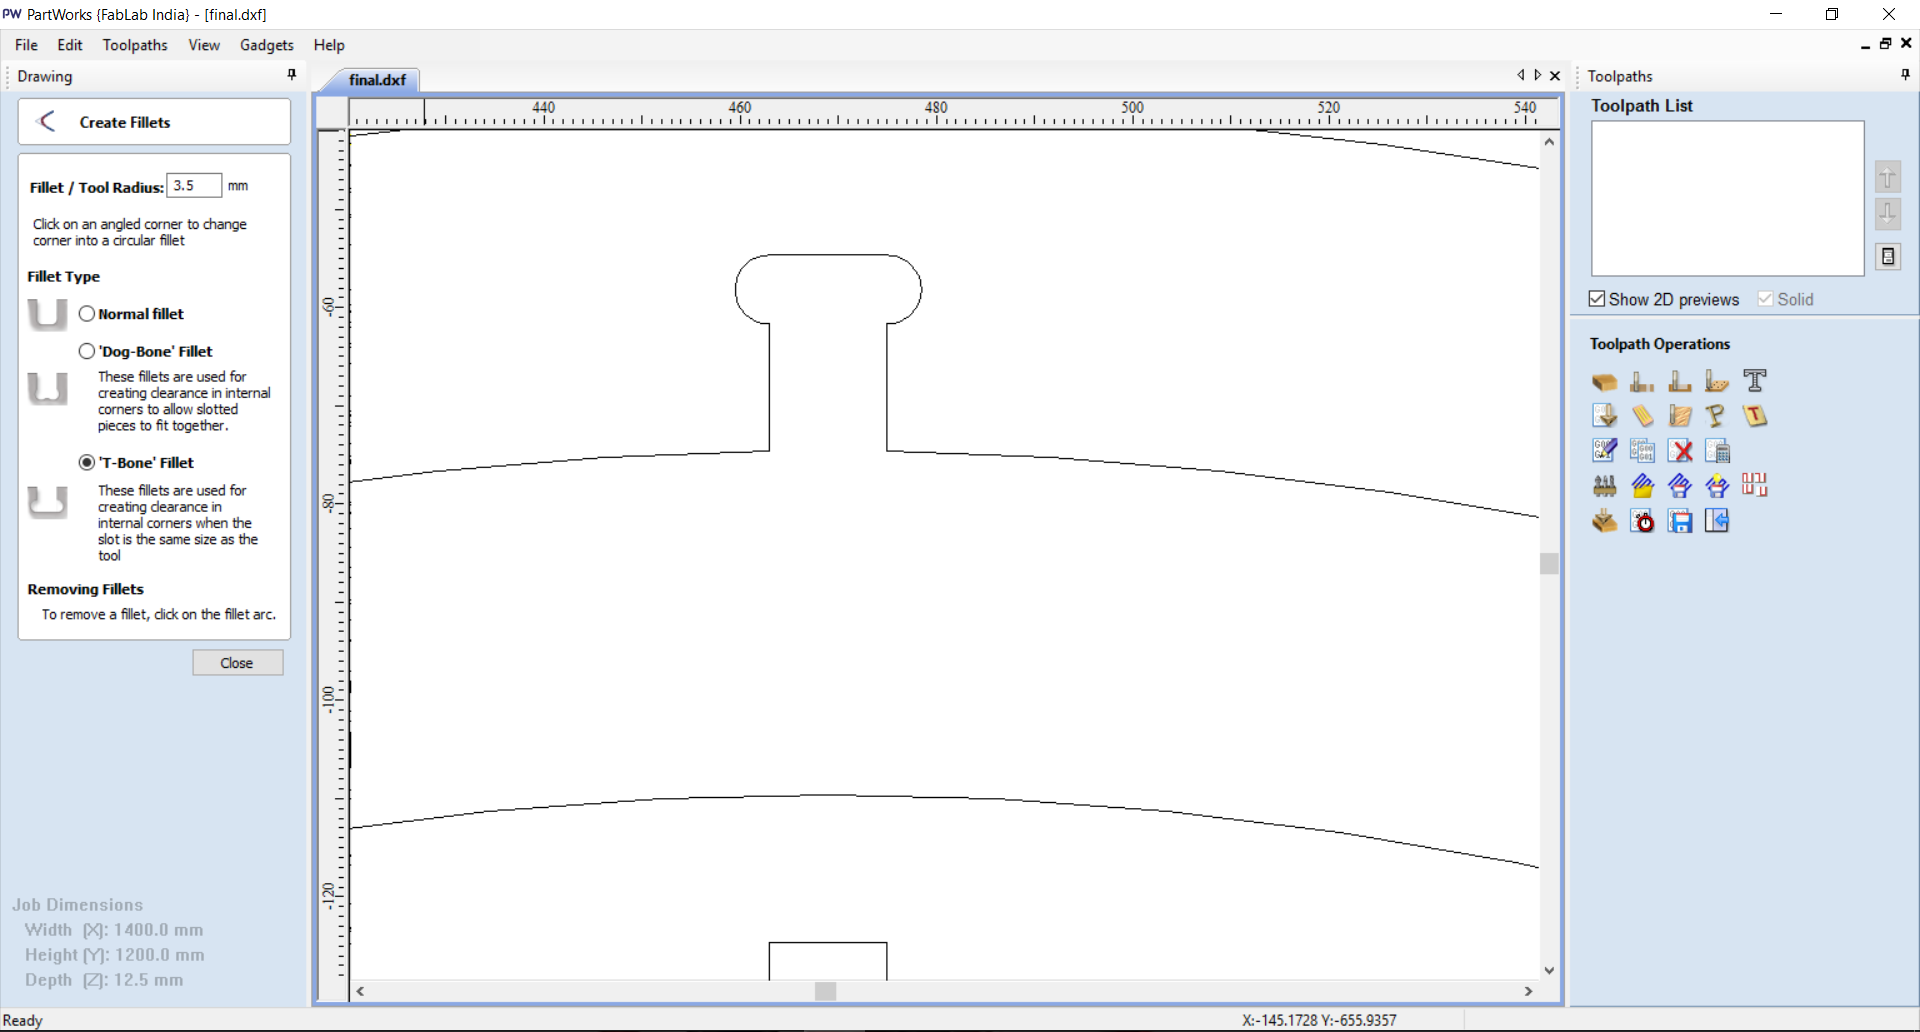 PW PartWorks {FabLab India} - [final.dxf]
File Edit Toolpaths View Gadgets Help
Drawing
Create Fillets
Fillet / Tool Radius: 3.5 mm
Click on an angled corner to change
corner into a circular fillet
Fillet Type
Normal fillet
'Dog-Bone' Fillet
These fillets are used for
creating clearance in internal
corners to allow slotted
pieces to fit together.
'T-Bone' Fillet
These fillets are used for
creating clearance in
internal corners when the
slot is the same size as the
tool
Removing Fillets
To remove a fillet, click on the fillet arc.
Close
Job Dimensions
Width (X): 1400.0 mm
Height (Y): 1200.0 mm
Depth (Z): 12.5 mm
Ready
final.dxf
440 460 480 500 520 540
-60
-80
-100
-120
X:-145.1728 Y:-655.9357
Toolpaths
Toolpath List
Show 2D previews Solid
Toolpath Operations